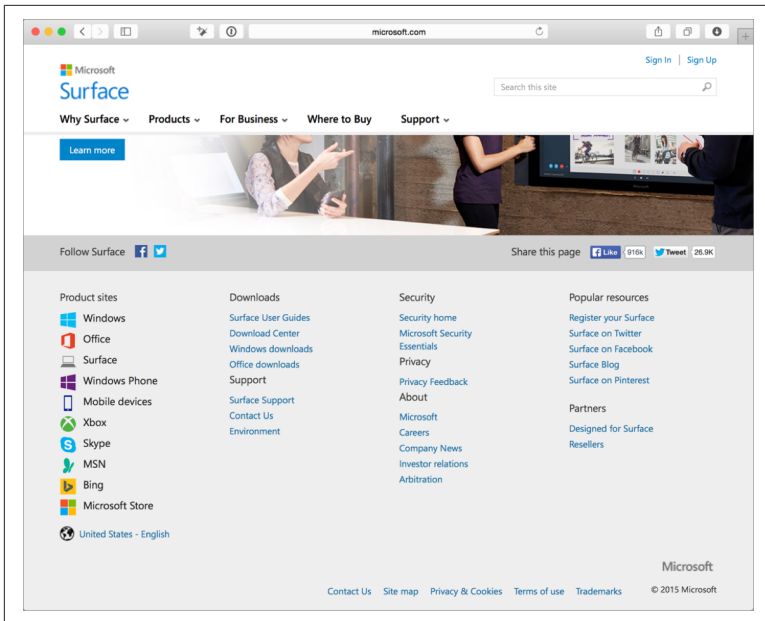 microsoft.com
Sign In | Sign Up
Microsoft
Surface
Search this site
Why Surface Products For Business Where to Buy Support
Learn more
Follow Surface
Share this page Like 916k Tweet 26.9K
Product sites
Windows
Office
Surface
Windows Phone
Mobile devices
Xbox
Skype
MSN
Bing
Microsoft Store
United States - English
Downloads
Surface User Guides
Download Center
Windows downloads
Office downloads
Support
Surface Support
Contact Us
Environment
Security
Security home
Microsoft Security
Essentials
Privacy
Privacy Feedback
About
Microsoft
Careers
Company News
Investor relations
Arbitration
Popular resources
Register your Surface
Surface on Twitter
Surface on Facebook
Surface Blog
Surface on Pinterest
Partners
Designed for Surface
Resellers
Microsoft
Contact Us Site map Privacy & Cookies Terms of use Trademarks © 2015 Microsoft